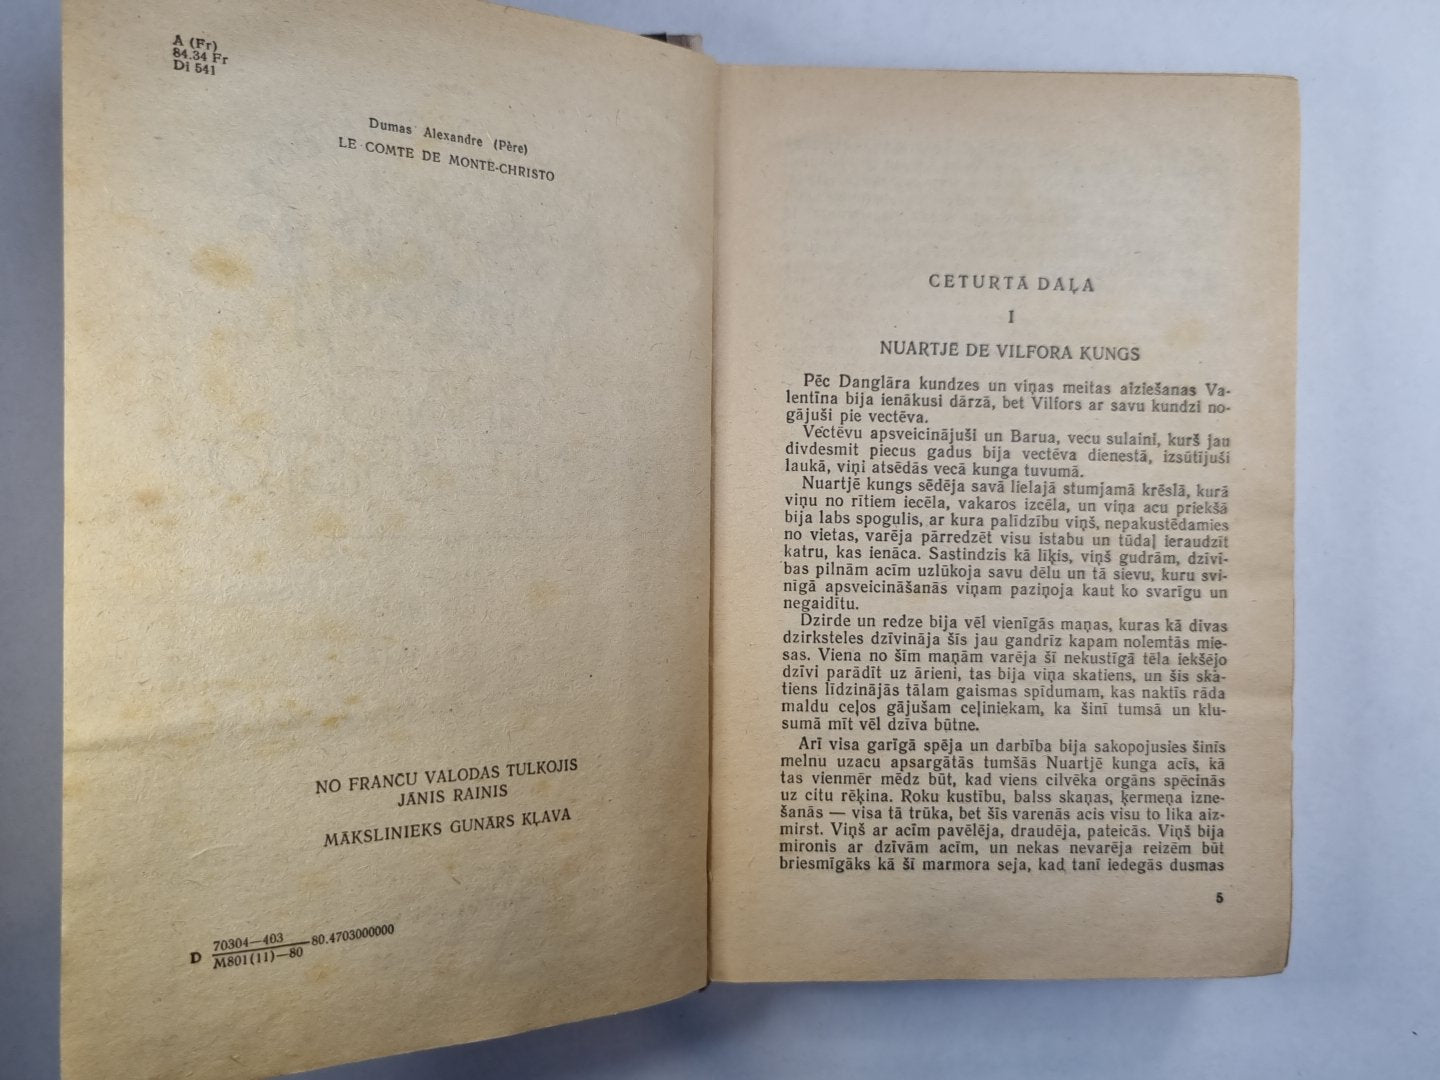 A (Fr)
84.34 Fr
Di 541
Dumas Alexandre (Père)
LE COMTE DE MONTE-CHRISTO
NO FRANČU VALODAS TULKOJIS
JĀNIS RAINIS
MĀKSLINIEKS GUNĀRS KĻAVA
D 70304—403
M801(11)—80 80.4703000000
CETURTĀ DAĻA
I
NUARTJĒ DE VILFORA KUNGS
Pēc Danglāra kundzes un viņas meitas aiziešanas Va-
lentīna bija ienākusi dārzā, bet Vilfors ar savu kundzi no-
gājuši pie vectēva.
Vectēvu apsveicinājuši un Barua, vecu sulaini, kurš jau
divdesmit piecus gadus bija vectēva dienestā, izsūtījuši
laukā, viņi atsēdās vecā kunga tuvumā.
Nuartjē kungs sēdēja savā lielajā stumjamā krēslā, kurā
viņu no rītiem iecēla, vakaros izcēla, un viņa acu priekšā
bija labs spogulis, ar kura palīdzību viņš, nepakustēdamies
no vietas, varēja pārredzēt visu istabu un tūdaļ ieraudzīt
katru, kas ienāca. Sastindzis kā līķis, viņš gudrām, dzīvī-
bas pilnām acīm uzlūkoja savu dēlu un tā sievu, kuru svi-
nīgā apsveicināšanās viņam paziņoja kaut ko svarīgu un
negaidītu.
Dzirde un redze bija vēl vienīgās maņas, kuras kā divas
dzirksteles dzīvināja šīs jau gandrīz kapam nolemtās mie-
sas. Viena no šīm maņām varēja šī nekustīgā tēla iekšējo
dzīvi parādīt uz ārieni, tas bija viņa skatiens, un šis ska-
tiens līdzinājās tālam gaismas spīdumam, kas naktīs rāda
maldu ceļos gājušam ceļiniekam, ka šinī tumsā un klu-
sumā mīt vēl dzīva būtne.
Arī visa garīgā spēja un darbība bija sakopojusies šinīs
melnu uzacu apsargātās tumšās Nuartjē kunga acīs, kā
tas vienmēr mēdz būt, kad viens cilvēka orgāns spēcinās
uz citu rēķina. Roku kustību, balss skaņas, ķermeņa izne-
šanās — visa tā trūka, bet šīs varenās acis visu to lika aiz-
mirst. Viņš ar acīm pavēlēja, draudēja, pateicās. Viņš bija
mironis ar dzīvām acīm, un nekas nevarēja reizēm būt
briesmīgāks kā šī marmora seja, kad tanī iedegās dusmas
5